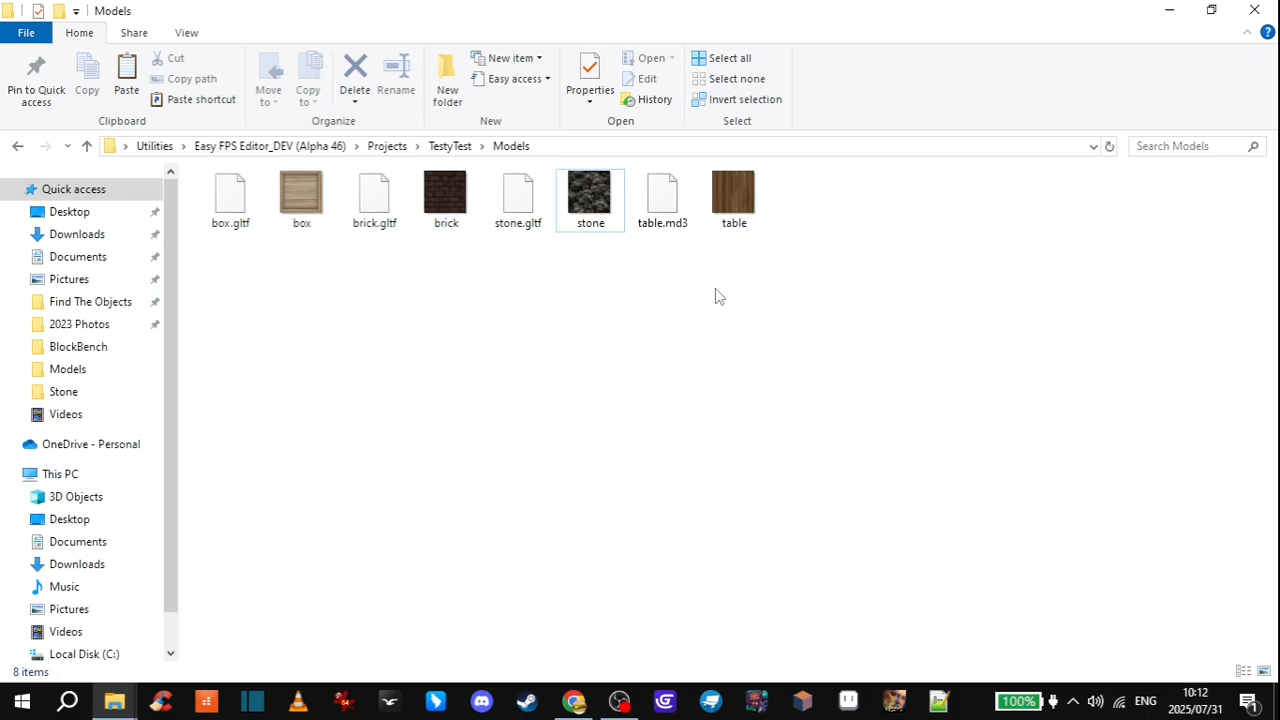 Models
File Home Share View
Pin to Quick access
Copy
Paste
Cut
Copy path
Paste shortcut
Clipboard
Move to
Copy to
Delete
Rename
Organize
New folder
New item
Easy access
New
Properties
Open
Edit
History
Open
Select all
Select none
Invert selection
Select
Utilities Easy FPS Editor_DEV (Alpha 46) Projects TestyTest Models
Search Models
Quick access
Desktop
Downloads
Documents
Pictures
Find The Objects
2023 Photos
BlockBench
Models
Stone
Videos
OneDrive - Personal
This PC
3D Objects
Desktop
Documents
Downloads
Music
Pictures
Videos
Local Disk (C:)
box.gltf box brick.gltf brick stone.gltf stone table.md3 table
8 items
100%
ENG
10:12
2025/07/31
1